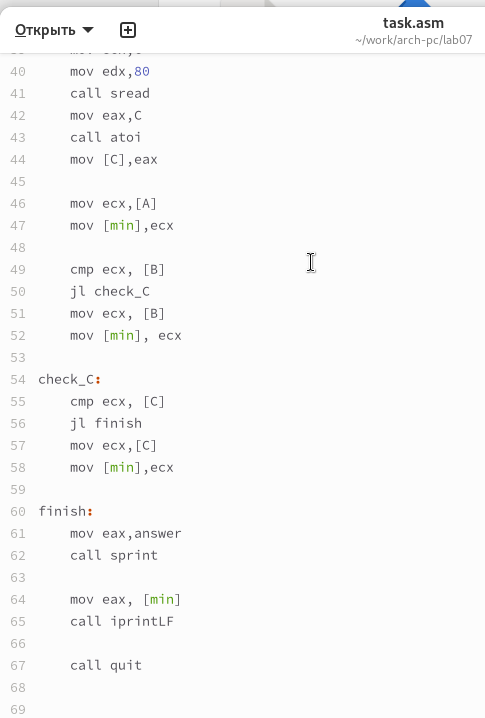 Открыть
task.asm
~/work/arch-pc/lab07
40 mov edx,80
41 call sread
42 mov eax,C
43 call atoi
44 mov [C],eax
45
46 mov ecx,[A]
47 mov [min],ecx
48
49 cmp ecx, [B]
50 jl check_C
51 mov ecx, [B]
52 mov [min], ecx
53
54 check_C:
55 cmp ecx, [C]
56 jl finish
57 mov ecx,[C]
58 mov [min],ecx
59
60 finish:
61 mov eax,answer
62 call sprint
63
64 mov eax, [min]
65 call iprintLF
66
67 call quit
68
69